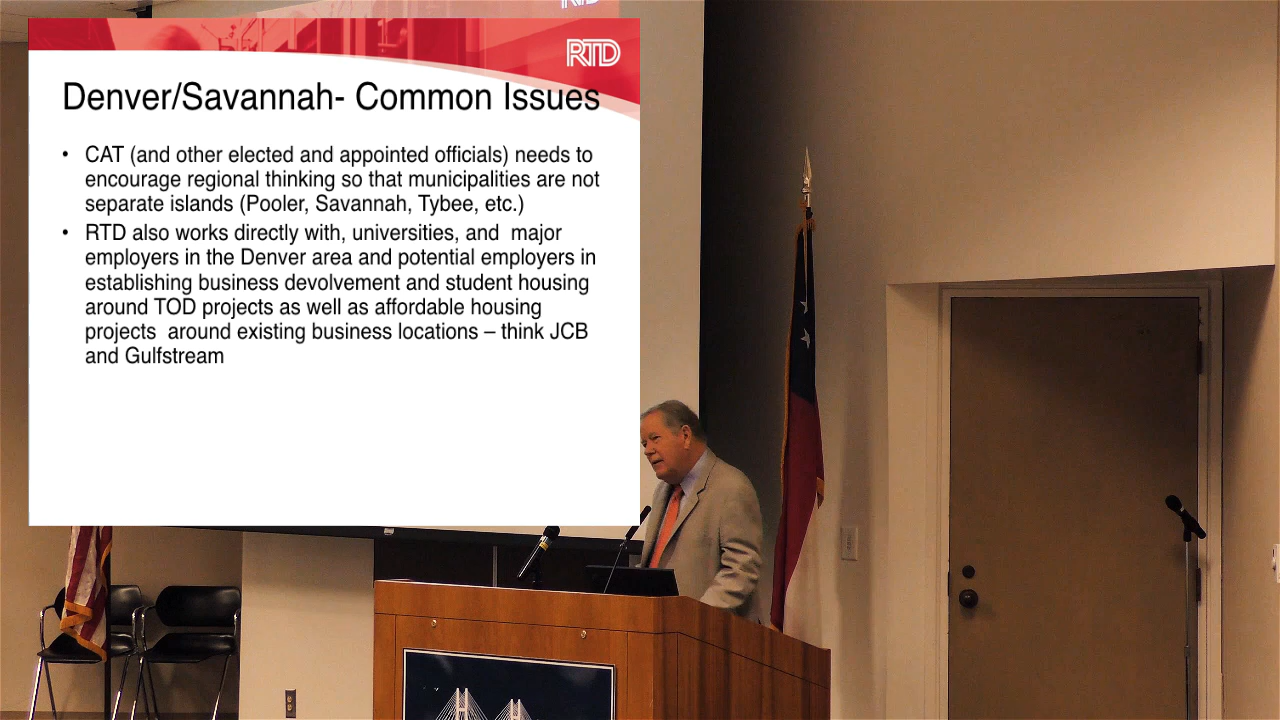 RTD
Denver/Savannah- Common Issues
• CAT (and other elected and appointed officials) needs to
encourage regional thinking so that municipalities are not
separate islands (Pooler, Savannah, Tybee, etc.)
• RTD also works directly with, universities, and  major
employers in the Denver area and potential employers in
establishing business devolvement and student housing
around TOD projects as well as affordable housing
projects  around existing business locations – think JCB
and Gulfstream